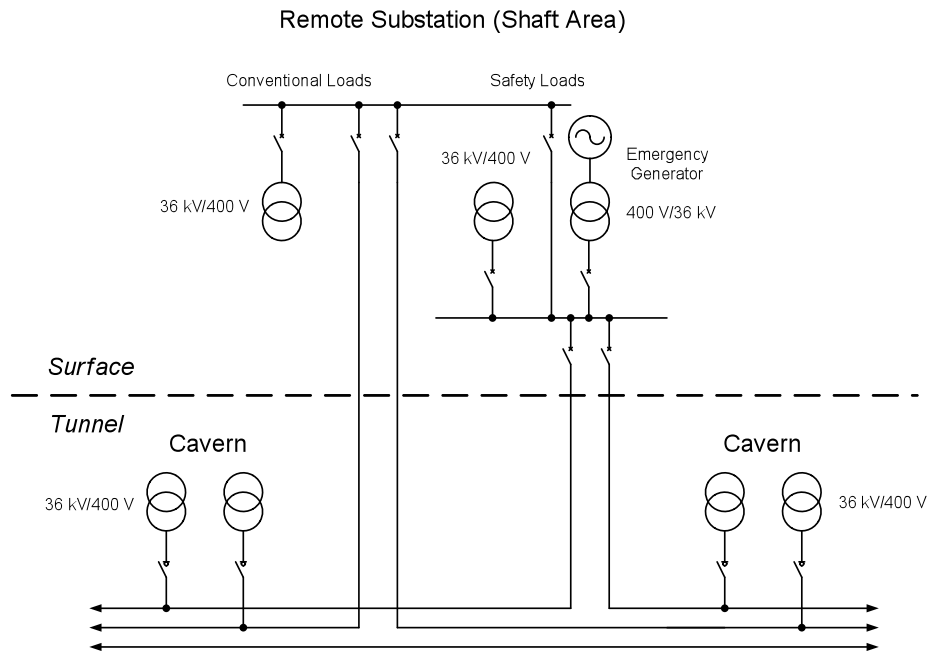 Remote Substation (Shaft Area)
Conventional Loads
Safety Loads
36 kV/400 V
Emergency
Generator
36 kV/400 V
400 V/36 kV
Surface
Tunnel
Cavern
Cavern
36 kV/400 V
36 kV/400 V